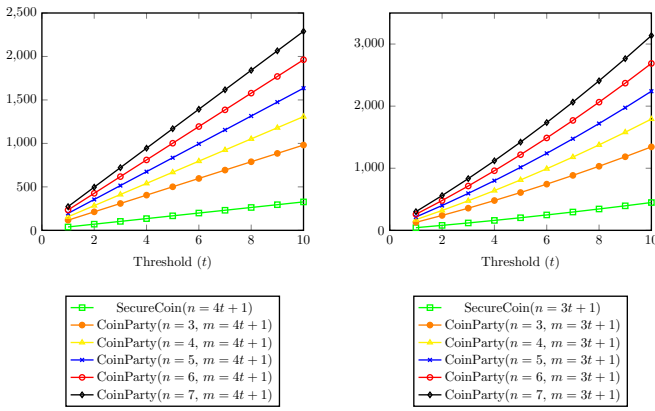 2,500
2,000
1,500
1,000
500
0
0 2 4 6 8 10
Threshold (t)
SecureCoin(n = 4t + 1)
CoinParty(n = 3, m = 4t + 1)
CoinParty(n = 4, m = 4t + 1)
CoinParty(n = 5, m = 4t + 1)
CoinParty(n = 6, m = 4t + 1)
CoinParty(n = 7, m = 4t + 1)
3,000
2,000
1,000
0
0 2 4 6 8 10
Threshold (t)
SecureCoin(n = 3t + 1)
CoinParty(n = 3, m = 3t + 1)
CoinParty(n = 4, m = 3t + 1)
CoinParty(n = 5, m = 3t + 1)
CoinParty(n = 6, m = 3t + 1)
CoinParty(n = 7, m = 3t + 1)